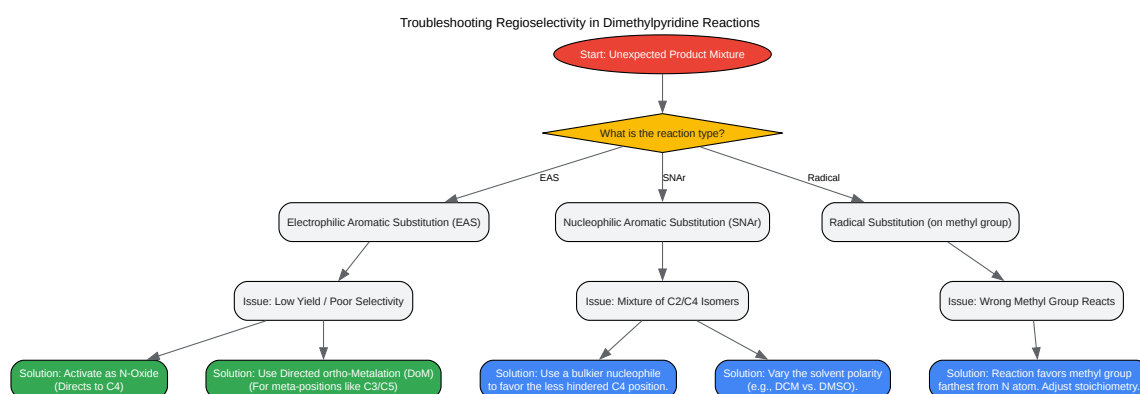 Troubleshooting Regioselectivity in Dimethylpyridine Reactions
Start: Unexpected Product Mixture
What is the reaction type?
EAS
SNAr
Radical
Electrophilic Aromatic Substitution (EAS)
Nucleophilic Aromatic Substitution (SNAr)
Radical Substitution (on methyl group)
Issue: Low Yield / Poor Selectivity
Issue: Mixture of C2/C4 Isomers
Issue: Wrong Methyl Group Reacts
Solution: Activate as N-Oxide
(Directs to C4)
Solution: Use Directed ortho-Metalation (DoM)
(For meta-positions like C3/C5)
Solution: Use a bulkier nucleophile
to favor the less hindered C4 position.
Solution: Vary the solvent polarity
(e.g., DCM vs. DMSO).
Solution: Reaction favors methyl group
farthest from N atom. Adjust stoichiometry.